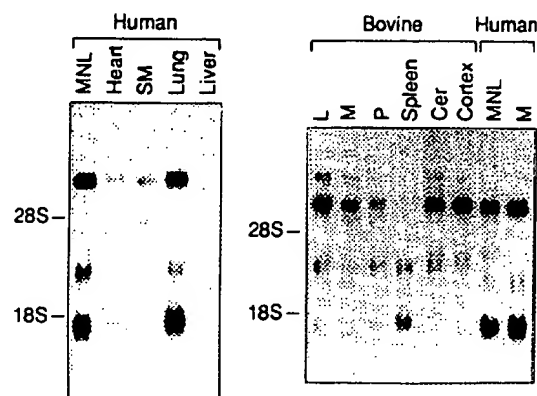 Human
MNL Heart SM Lung Liver
28S
18S
Bovine Human
L M P Spleen Cer Cortex MNL M
28S
18S